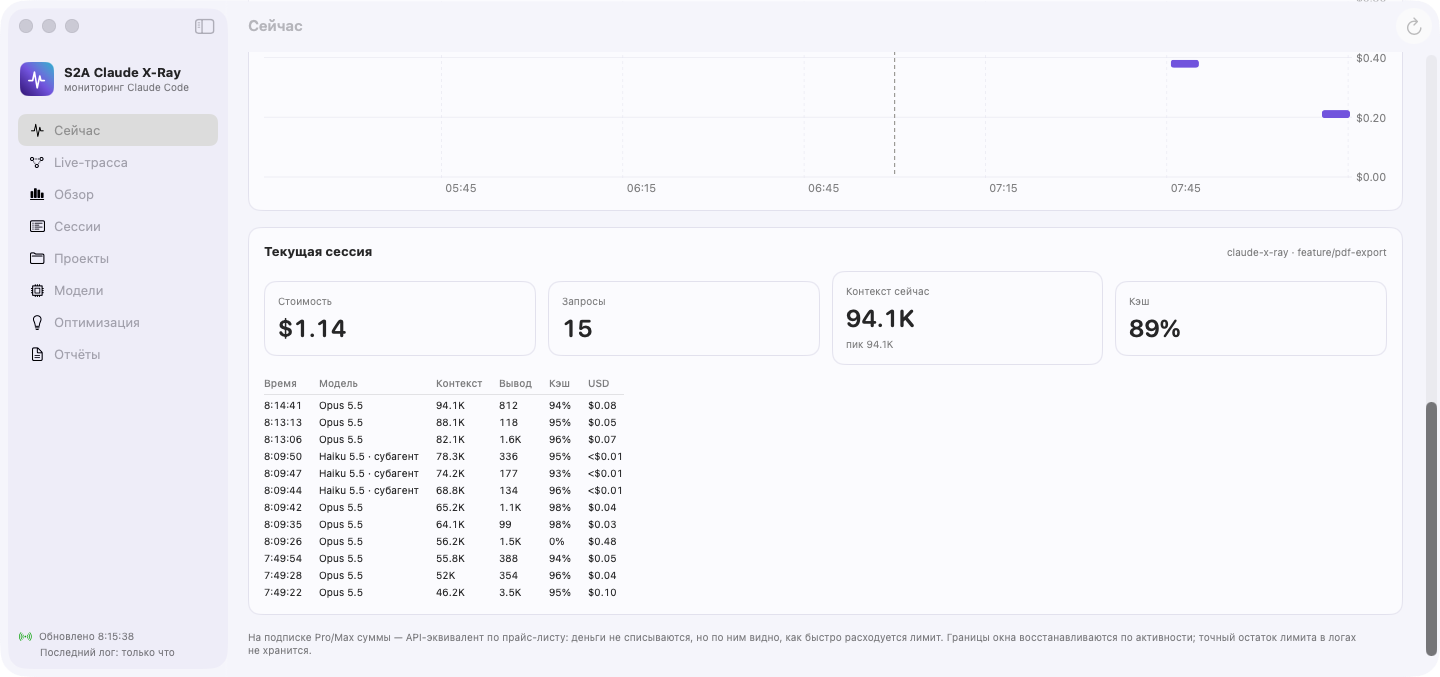 Сейчас
S2A Claude X-Ray
мониторинг Claude Code
Сейчас
Live-трасса
Обзор
Сессии
Проекты
Модели
Оптимизация
Отчёты
Обновлено 8:15:38
Последний лог: только что
$0.40
$0.20
$0.00
05:45 06:15 06:45 07:15 07:45
Текущая сессия claude-x-ray · feature/pdf-export
Стоимость
$1.14
Запросы
15
Контекст сейчас
94.1K
пик 94.1K
Кэш
89%
Время Модель Контекст Вывод Кэш USD
8:14:41 Opus 5.5 94.1K 812 94% $0.08
8:13:13 Opus 5.5 88.1K 118 95% $0.05
8:13:06 Opus 5.5 82.1K 1.6K 96% $0.07
8:09:50 Haiku 5.5 · субагент 78.3K 336 95% <$0.01
8:09:47 Haiku 5.5 · субагент 74.2K 177 93% <$0.01
8:09:44 Haiku 5.5 · субагент 68.8K 134 96% <$0.01
8:09:42 Opus 5.5 65.2K 1.1K 98% $0.04
8:09:35 Opus 5.5 64.1K 99 98% $0.03
8:09:26 Opus 5.5 56.2K 1.5K 0% $0.48
7:49:54 Opus 5.5 55.8K 388 94% $0.05
7:49:28 Opus 5.5 52K 354 96% $0.04
7:49:22 Opus 5.5 46.2K 3.5K 95% $0.10
На подписке Pro/Max суммы — API-эквивалент по прайс-листу: деньги не списываются, но по ним видно, как быстро расходуется лимит. Границы окна восстанавливаются по активности; точный остаток лимита в логах
не хранится.